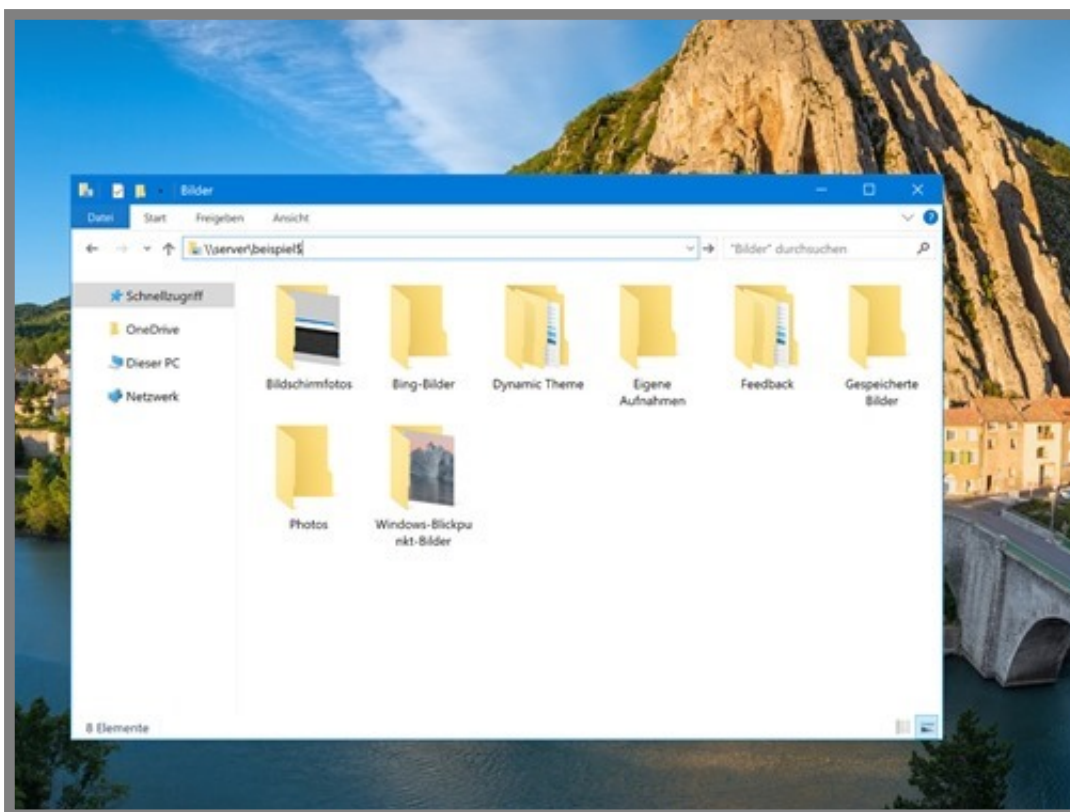 Bilder
Datei Start Freigeben Ansicht
\\server\beispiel$ "Bilder" durchsuchen
Schnellzugriff
OneDrive
Dieser PC
Netzwerk
Bildschirmfotos Bing-Bilder Dynamic Theme Eigene Aufnahmen Feedback Gespeicherte Bilder
Photos Windows-Blickpu
nkt-Bilder
8 Elemente